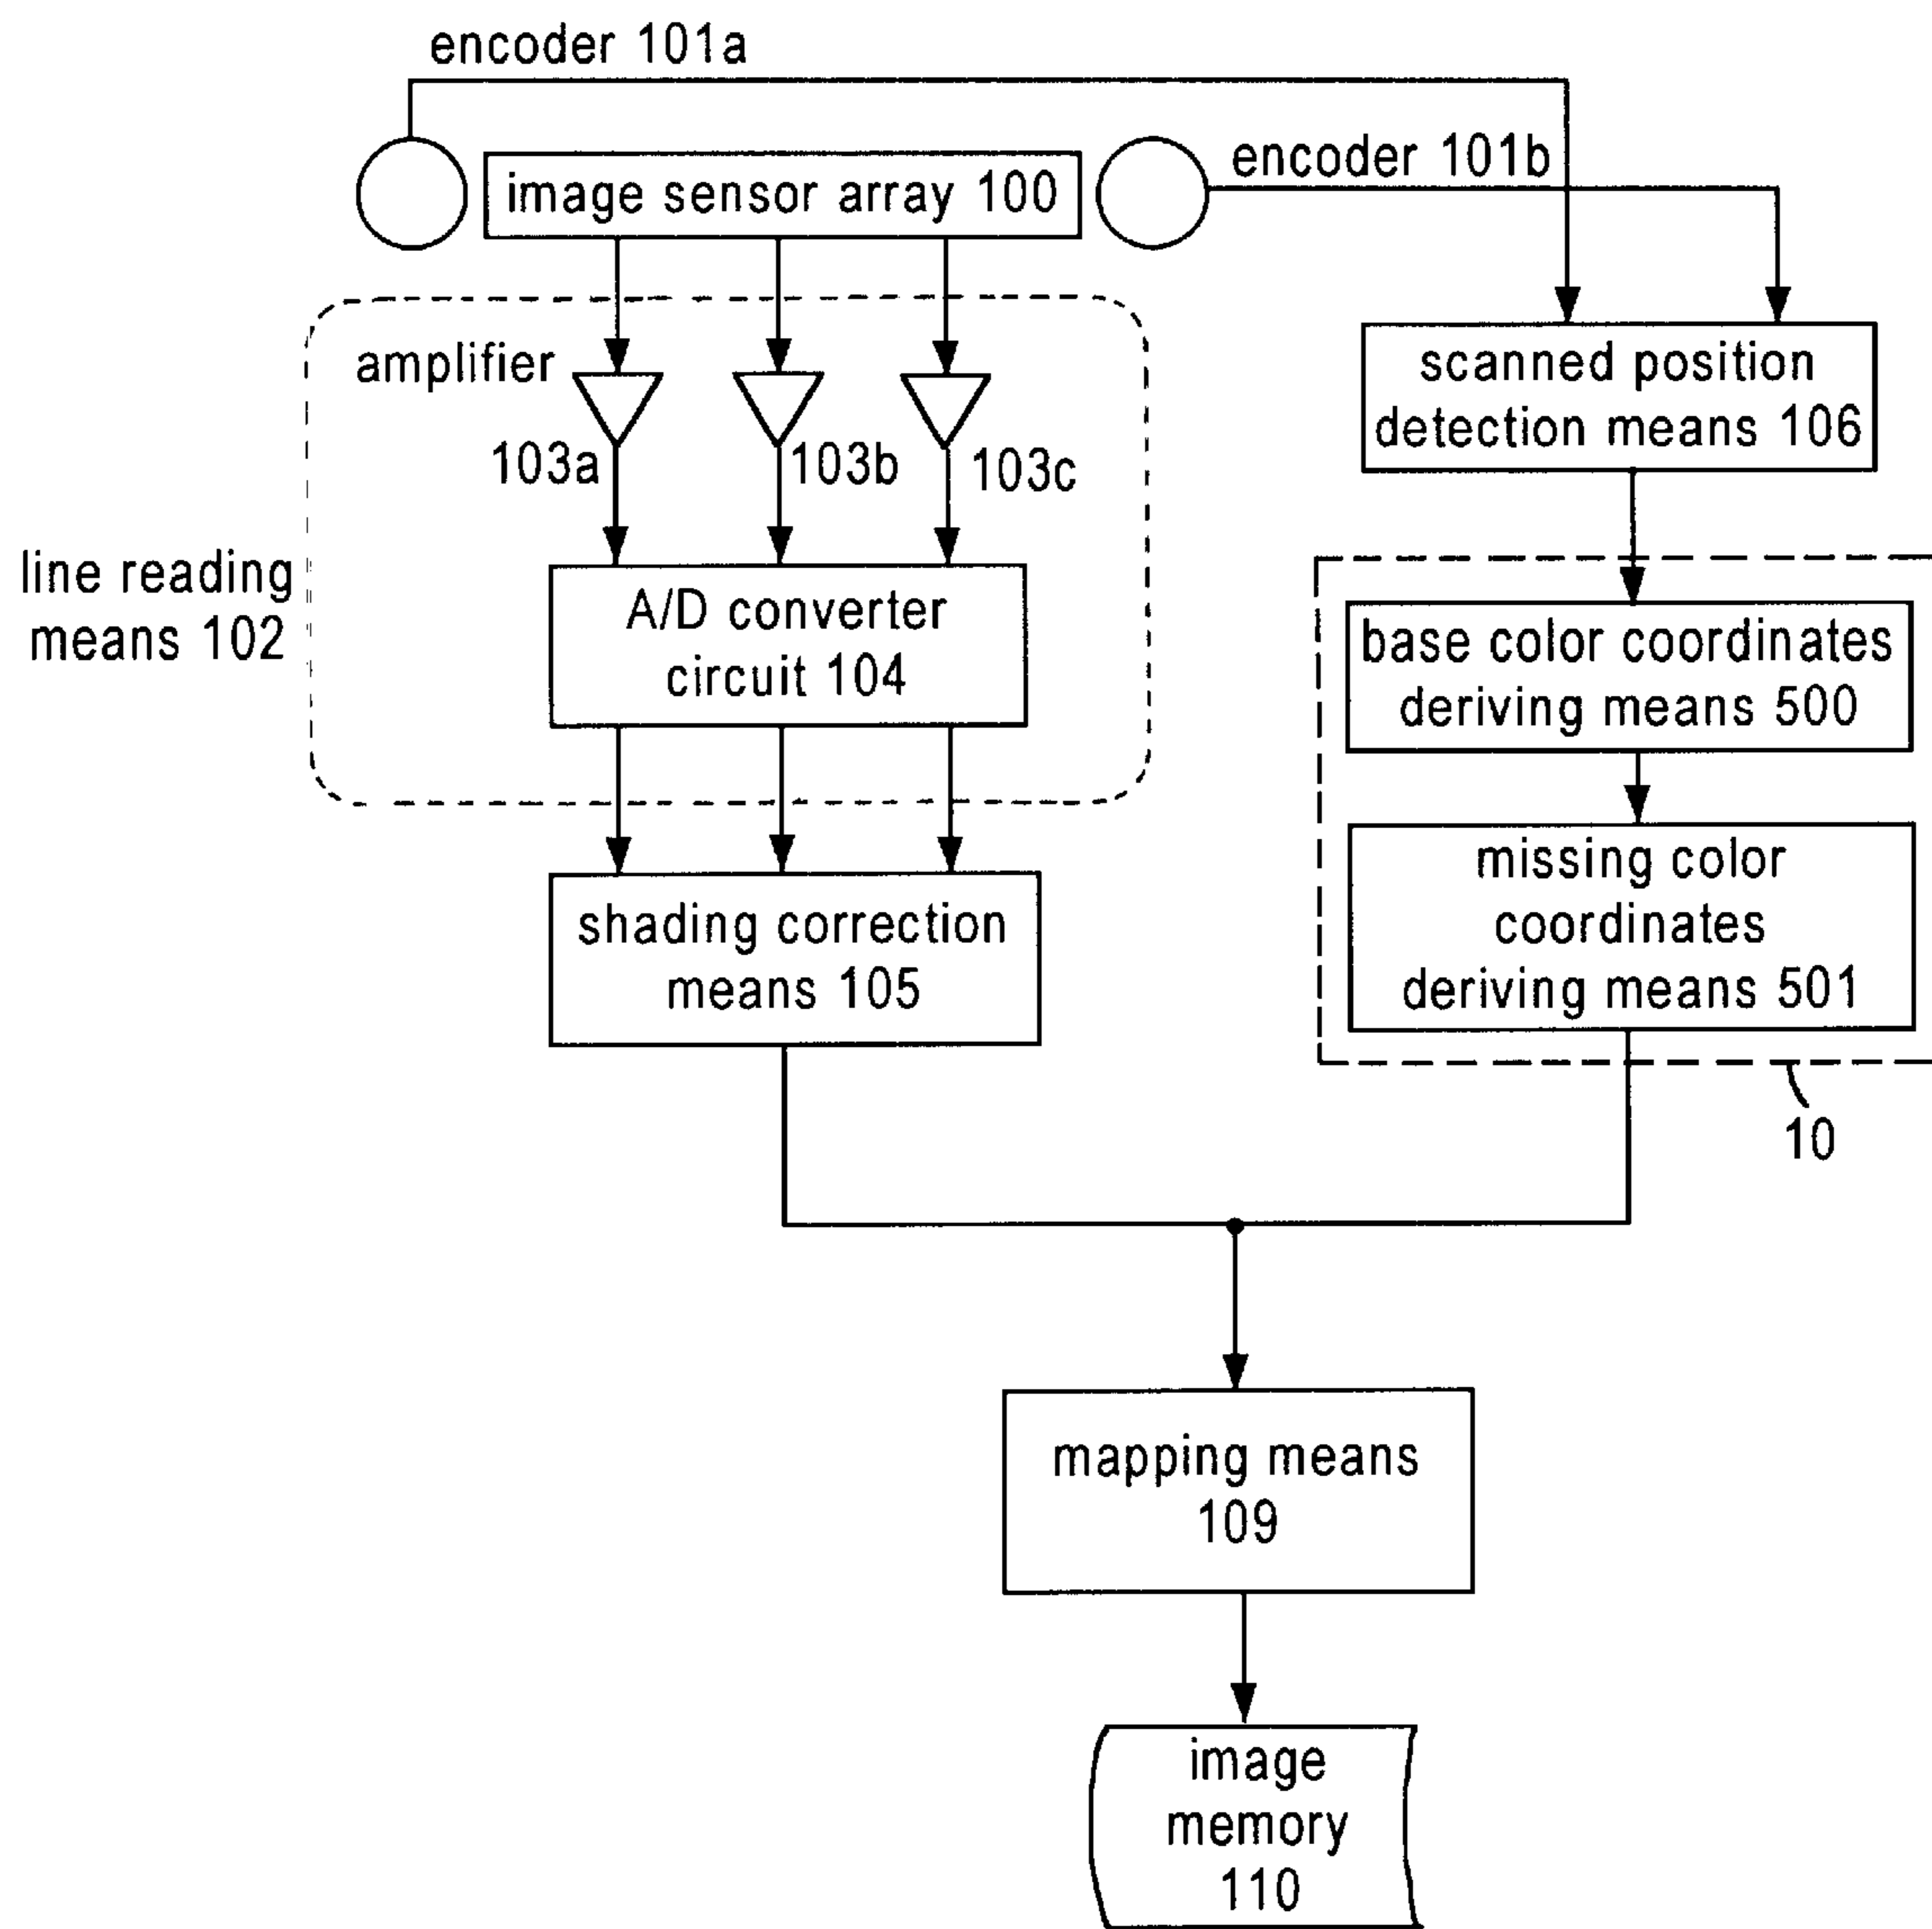 encoder 101a
encoder 101b
image sensor array 100
amplifier
scanned position
detection means 106
103a
103b
103c
line reading
means 102
A/D converter
circuit 104
base color coordinates
deriving means 500
missing color
coordinates
deriving means 501
shading correction
means 105
10
mapping means
109
image
memory
110